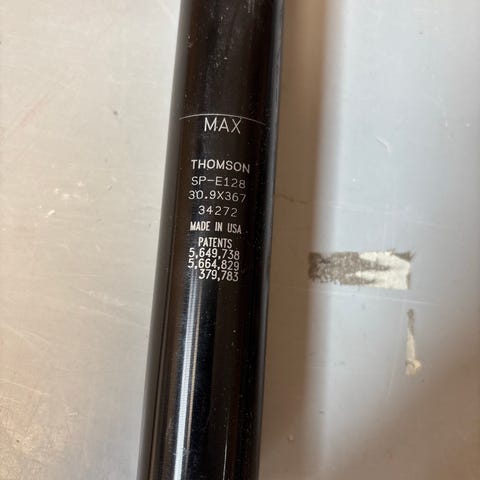 MAX
THOMSON
SP-E128
30.9X367
34272
MADE IN USA
PATENTS
5,649,738
5,664,829
379,783